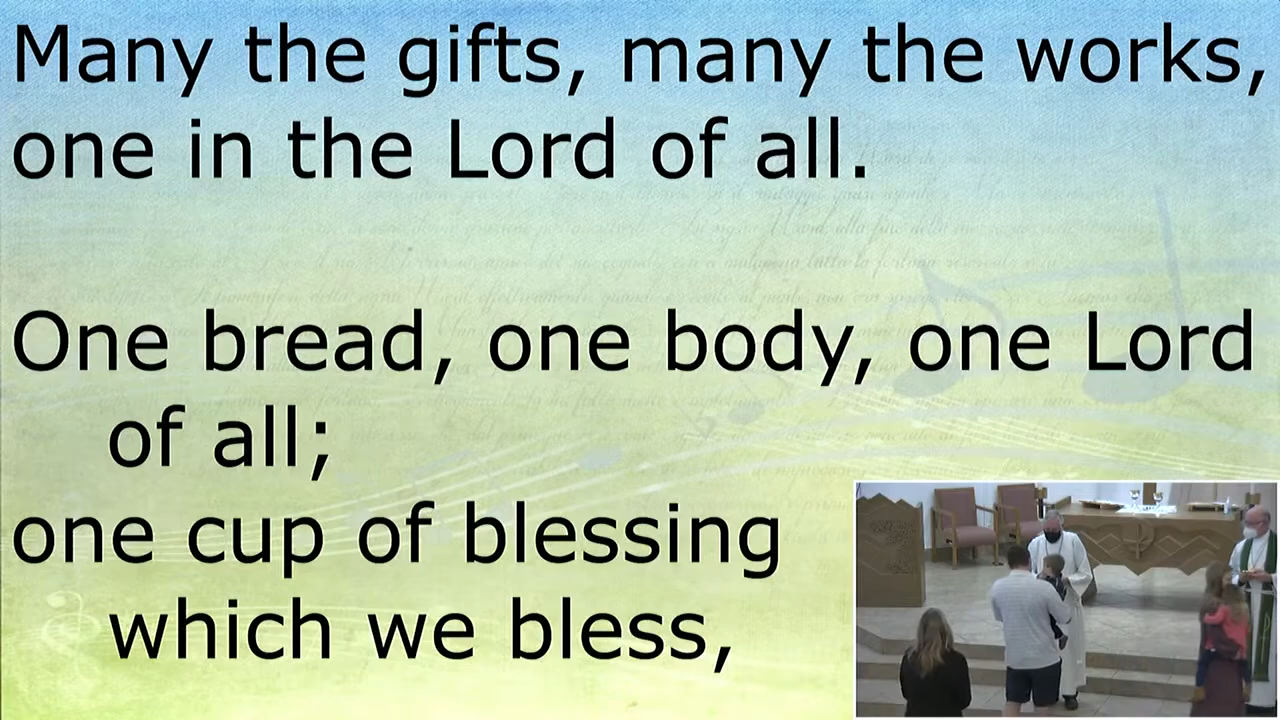 Many the gifts, many the works,
one in the Lord of all.
One bread, one body, one Lord
of all;
one cup of blessing
which we bless,